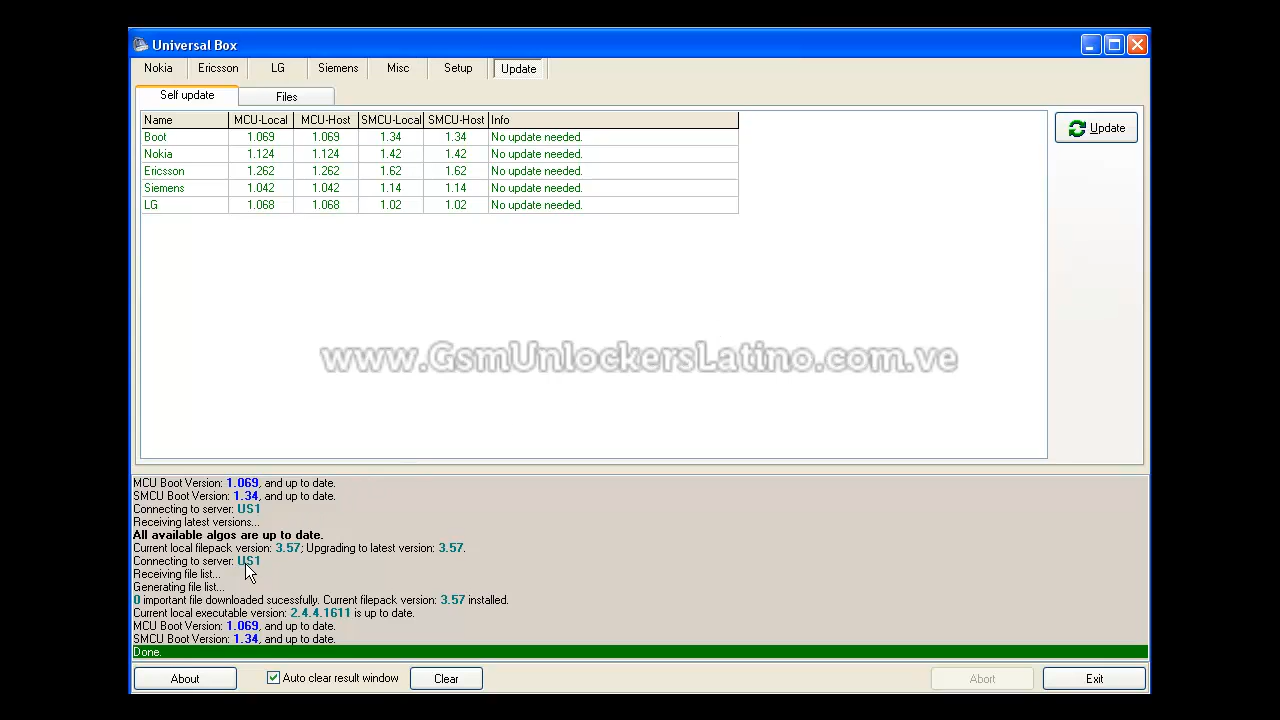 Universal Box
Nokia Ericsson LG Siemens Misc Setup Update
Self update Files
Name MCU-Local MCU-Host SMCU-Local SMCU-Host Info
Boot 1.069 1.069 1.34 1.34 No update needed.
Nokia 1.124 1.124 1.42 1.42 No update needed.
Ericsson 1.262 1.262 1.62 1.62 No update needed.
Siemens 1.042 1.042 1.14 1.14 No update needed.
LG 1.068 1.068 1.02 1.02 No update needed.
Update
www.GsmUnlockersLatino.com.ve
MCU Boot Version: 1.069, and up to date.
SMCU Boot Version: 1.34, and up to date.
Connecting to server: US1
Receiving latest versions...
All available algos are up to date.
Current local filepack version: 3.57; Upgrading to latest version: 3.57.
Connecting to server: US1
Receiving file list...
Generating file list...
0 important file downloaded sucessfully. Current filepack version: 3.57 installed.
Current local executable version: 2.4.4.1611 is up to date.
MCU Boot Version: 1.069, and up to date.
SMCU Boot Version: 1.34, and up to date.
Done.
About Auto clear result window Clear Abort Exit